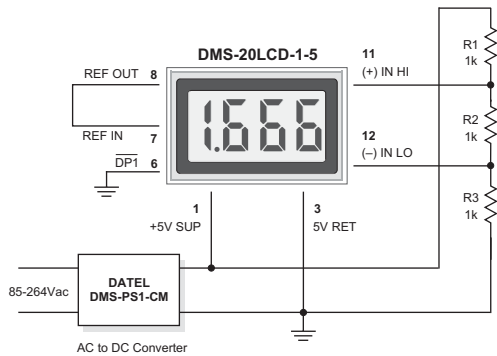 DMS-20LCD-1-5
REF OUT 8
REF IN 7
DP1 6
1.666
11
(+) IN HI
12
(–) IN LO
R1
1k
R2
1k
R3
1k
1
+5V SUP
3
5V RET
85-264Vac
DATEL
DMS-PS1-CM
AC to DC Converter